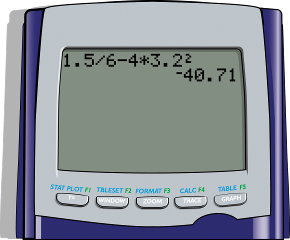 1.5/6-4*3.2²
-40.71
STAT PLOT F1 TBLESET F2 FORMAT F3 CALC F4 TABLE F5
Y= WINDOW ZOOM TRACE GRAPH